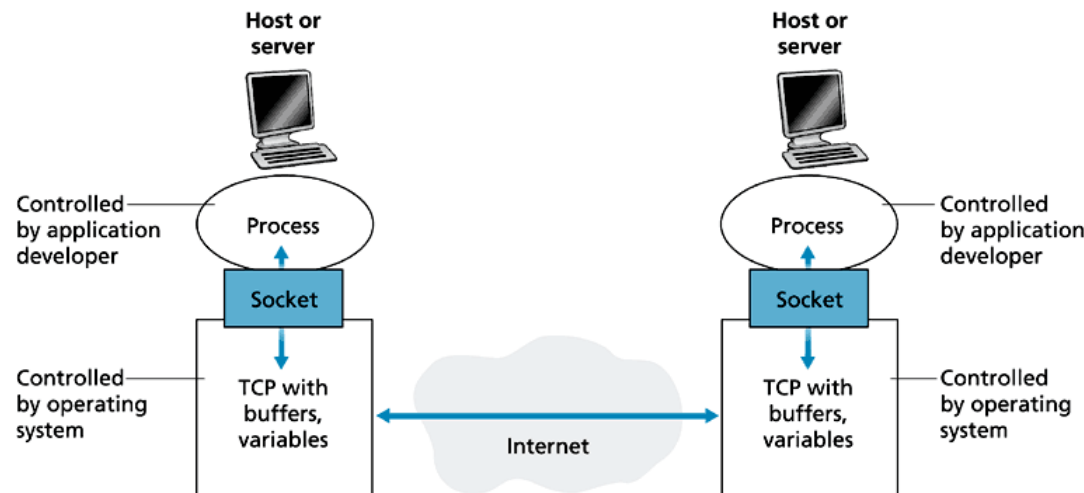 Host or
server
Host or
server
Controlled
by application
developer
Process
Process
Controlled
by application
developer
Socket
Socket
Controlled
by operating
system
TCP with
buffers,
variables
Internet
TCP with
buffers,
variables
Controlled
by operating
system